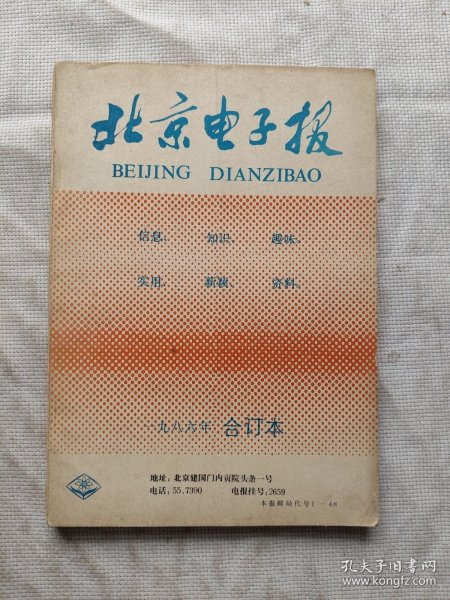 北京电子报
BEIJING DIANZIBAO
信息、 知识、 趣味。
实用、 新颖、 资料。
一九八六年 合订本
地址：北京建国门内贡院头条一号
电话：55.7390 电报挂号：2659
本报邮局代号1－48
孔夫子旧书网
www.kongfz.com